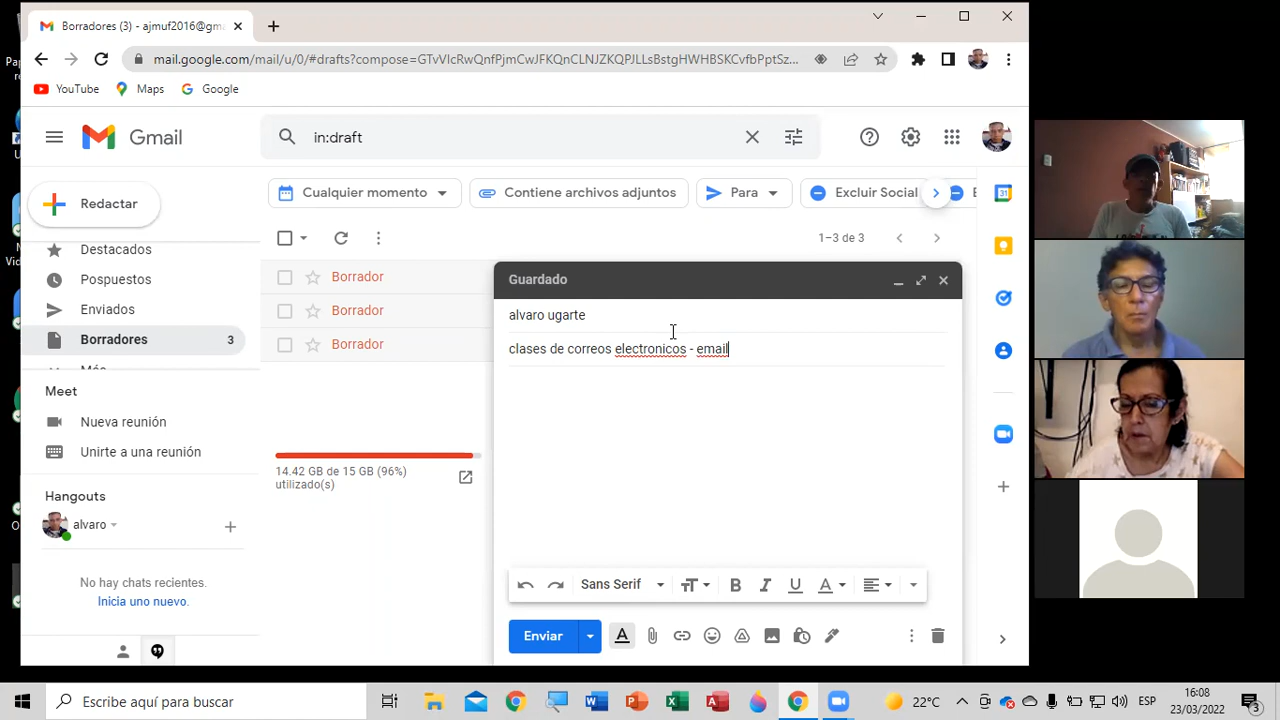 Borradores (3) - ajmuf2016@gma
mail.google.com/mail/u/0/#drafts?compose=GTvVlcRwQnfPjmCwJFKQnCLNJZKQPJLLsBstgHWHBSKCvfbPptSz...
YouTube Maps Google
Gmail
in:draft
Cualquier momento Contiene archivos adjuntos Para Excluir Social
Redactar
1–3 de 3
Destacados
Pospuestos
Enviados
Borradores 3
Más
Borrador
Borrador
Borrador
Guardado
alvaro ugarte
clases de correos electronicos - email
Meet
Nueva reunión
Unirte a una reunión
14.42 GB de 15 GB (96%)
utilizado(s)
Hangouts
alvaro
No hay chats recientes.
Inicia uno nuevo.
Sans Serif
Enviar
Escribe aquí para buscar
22°C
ESP
16:08
23/03/2022
3